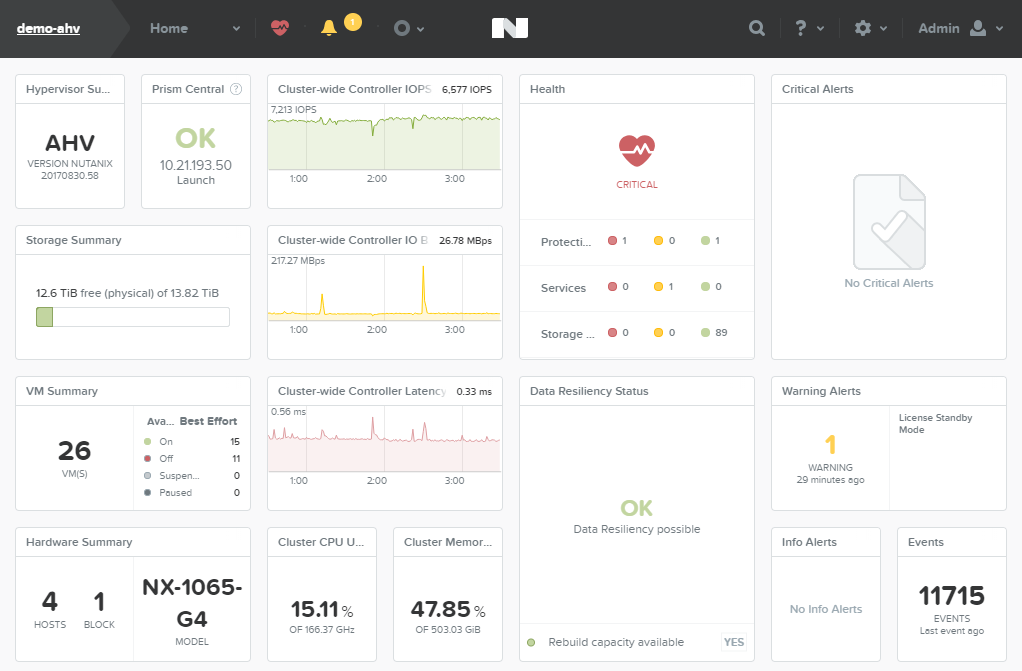 demo-ahv
Home
1
?
Admin
Hypervisor Su...
AHV
VERSION NUTANIX
20170830.58
Prism Central ?
OK
10.21.193.50
Launch
Cluster-wide Controller IOPS 6,577 IOPS
7,213 IOPS
1:00 2:00 3:00
Health
CRITICAL
Protecti... 1 0 1
Services 0 1 0
Storage ... 0 0 89
Critical Alerts
No Critical Alerts
Storage Summary
12.6 TiB free (physical) of 13.82 TiB
Cluster-wide Controller IO B 26.78 MBps
217.27 MBps
1:00 2:00 3:00
VM Summary
26
VM(S)
Ava... Best Effort
On 15
Off 11
Suspen... 0
Paused 0
Cluster-wide Controller Latency 0.33 ms
0.56 ms
1:00 2:00 3:00
Data Resiliency Status
OK
Data Resiliency possible
Rebuild capacity available YES
Warning Alerts
1
WARNING
29 minutes ago
License Standby
Mode
Hardware Summary
4
HOSTS
1
BLOCK
NX-1065-
G4
MODEL
Cluster CPU U...
15.11 %
OF 166.37 GHz
Cluster Memor...
47.85 %
OF 503.03 GiB
Info Alerts
No Info Alerts
Events
11715
EVENTS
Last event ago